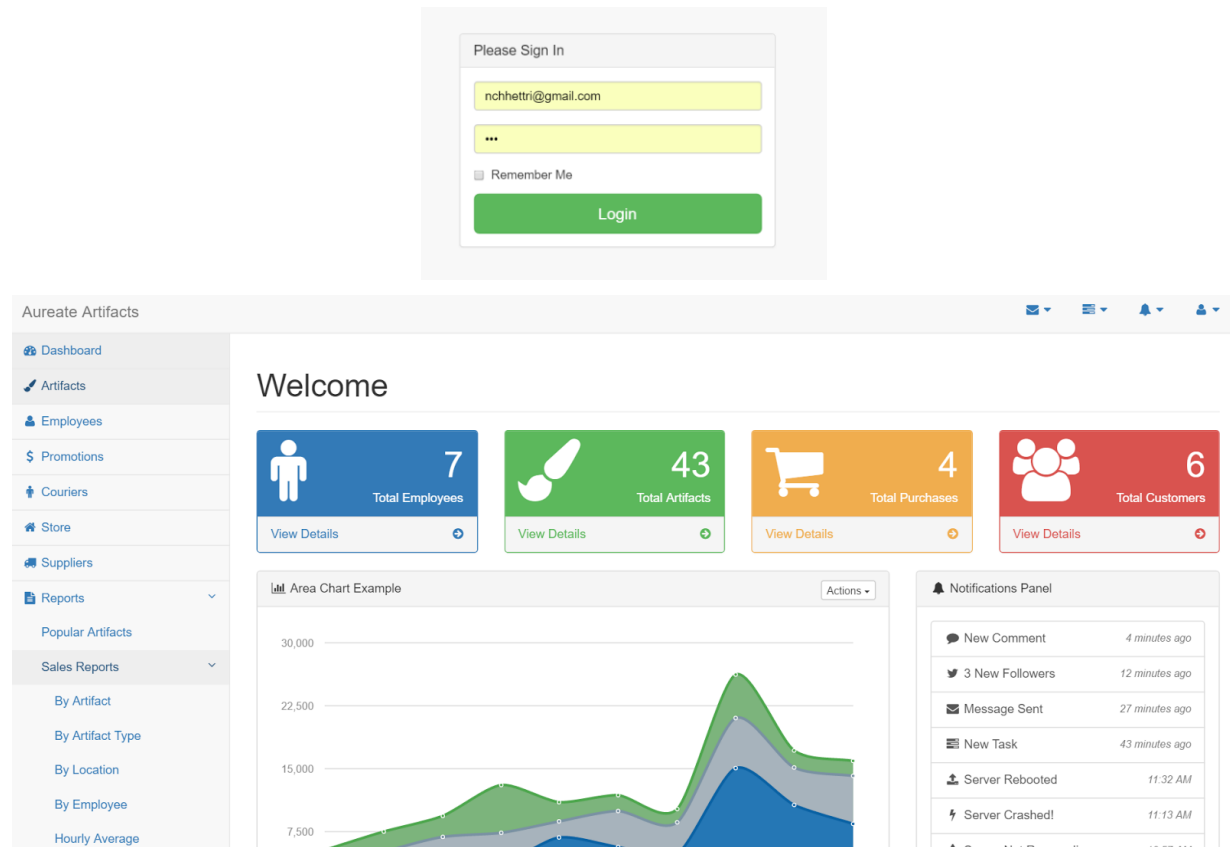 Please Sign In
nchhettri@gmail.com
•••
Remember Me
Login
Aureate Artifacts
Dashboard
Artifacts
Employees
Promotions
Couriers
Store
Suppliers
Reports
Popular Artifacts
Sales Reports
By Artifact
By Artifact Type
By Location
By Employee
Hourly Average
Welcome
7
Total Employees
View Details
43
Total Artifacts
View Details
4
Total Purchases
View Details
6
Total Customers
View Details
Area Chart Example
Actions
30,000
22,500
15,000
7,500
Notifications Panel
New Comment 4 minutes ago
3 New Followers 12 minutes ago
Message Sent 27 minutes ago
New Task 43 minutes ago
Server Rebooted 11:32 AM
Server Crashed! 11:13 AM